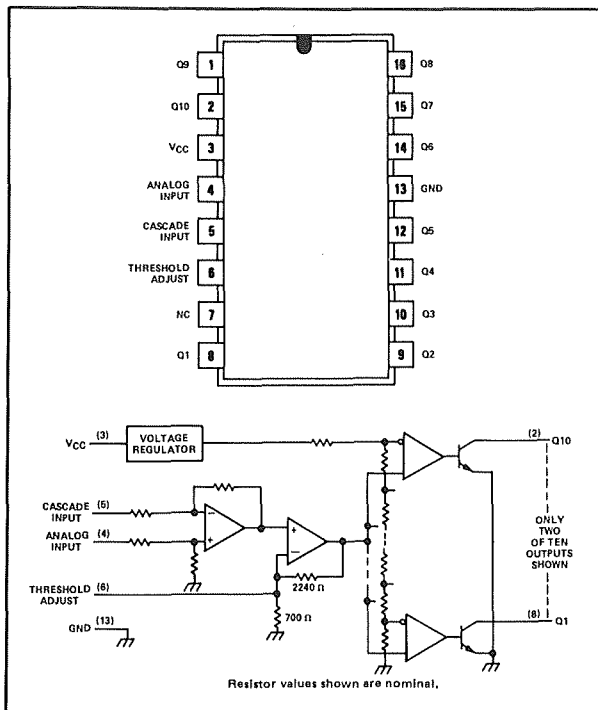 Q9 1 16 Q8
Q10 2 15 Q7
VCC 3 14 Q6
ANALOG INPUT 4 13 GND
CASCADE INPUT 5 12 Q5
THRESHOLD ADJUST 6 11 Q4
NC 7 10 Q3
Q1 8 9 Q2
VCC (3) VOLTAGE REGULATOR (2) Q10
CASCADE INPUT (5)
ANALOG INPUT (4)
ONLY TWO OF TEN OUTPUTS SHOWN
THRESHOLD ADJUST (6) 2240 Ω
700 Ω (8) Q1
GND (13)
Resistor values shown are nominal.